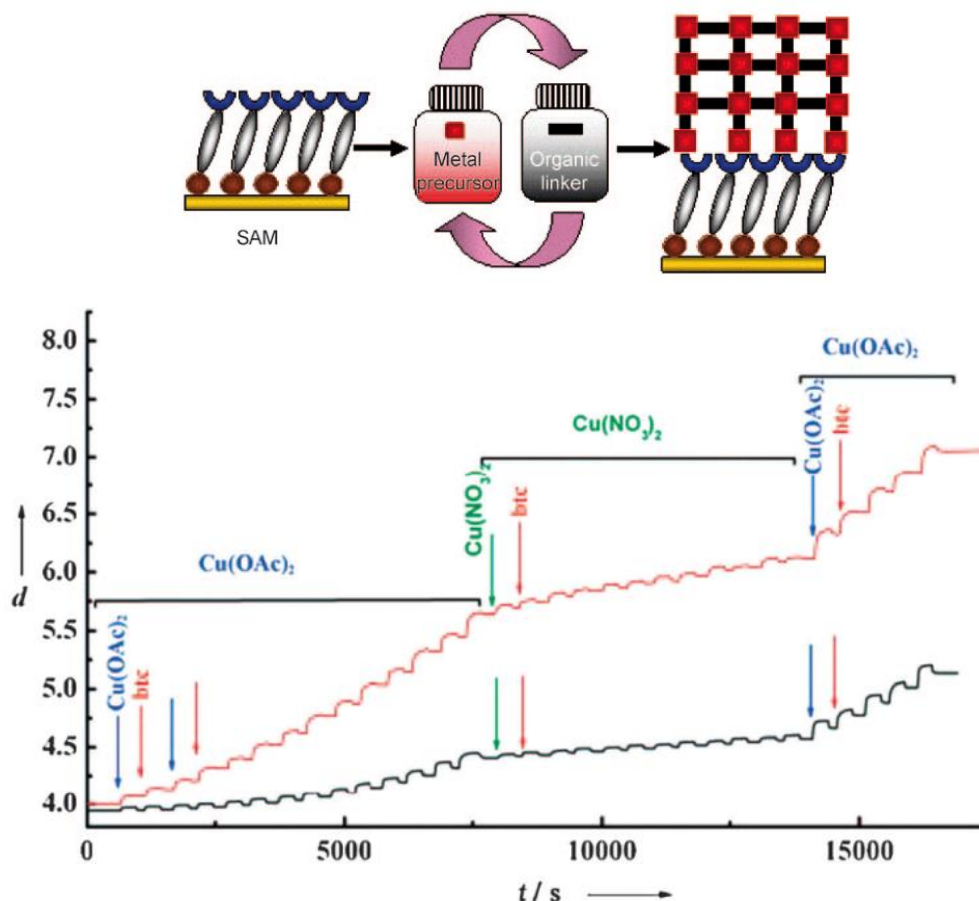 SAM
Metal
precursor
Organic
linker
8.0
7.5
7.0
6.5
6.0
5.5
5.0
4.5
4.0
d
Cu(OAc)₂
Cu(OAc)₂
btc
Cu(NO₃)₂
Cu(NO₃)₂
btc
Cu(OAc)₂
Cu(OAc)₂
btc
0 5000 10000 15000
t / s